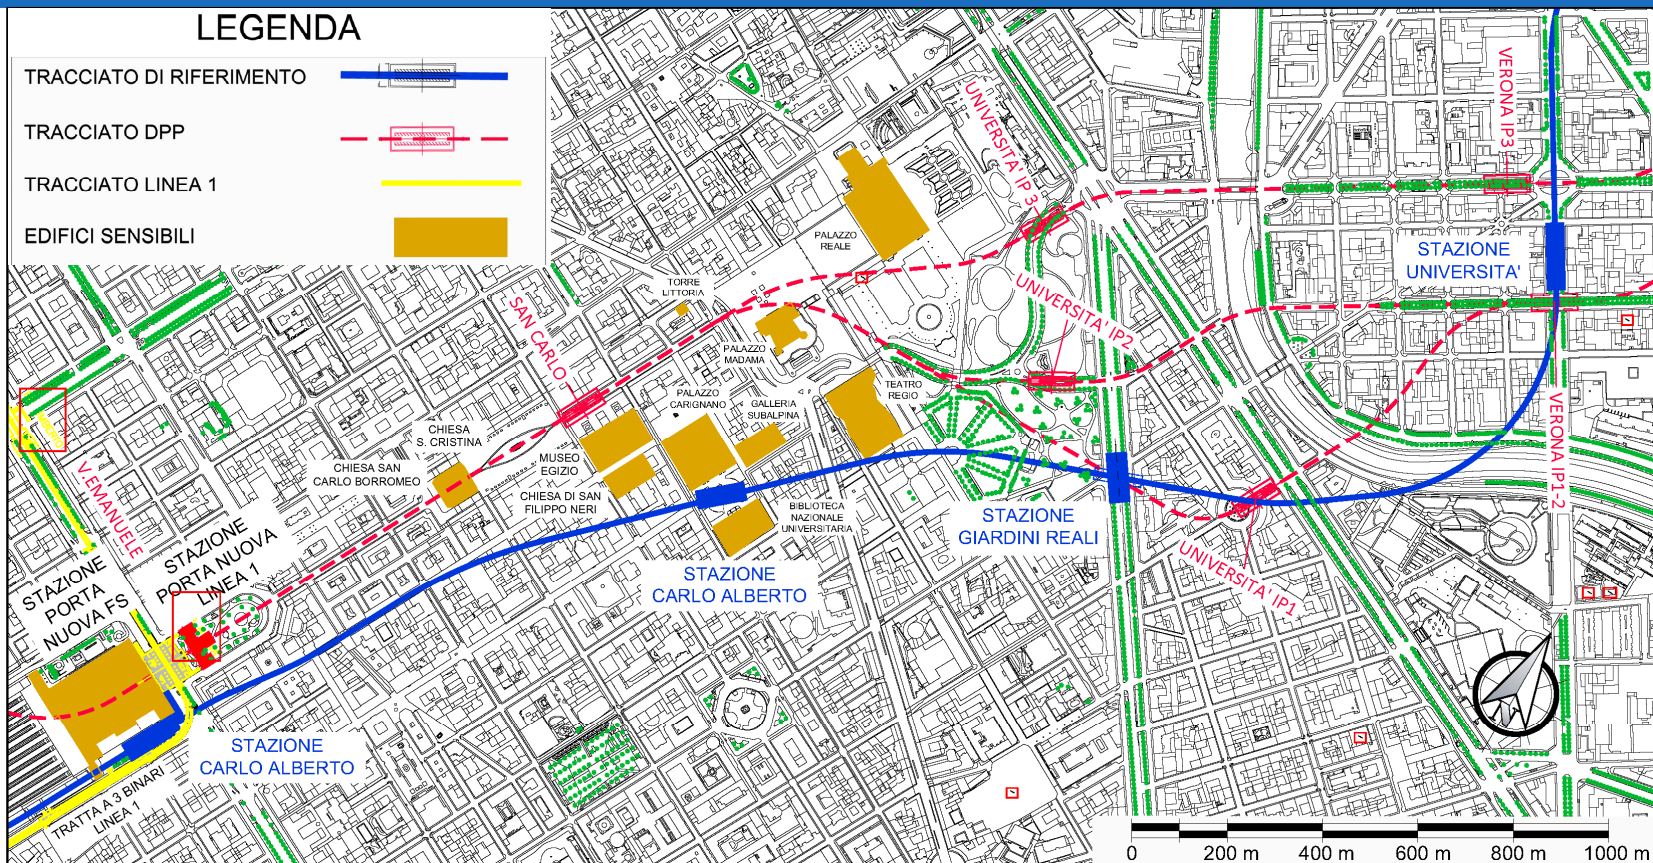 LEGENDA
TRACCIATO DI RIFERIMENTO
TRACCIATO DPP
TRACCIATO LINEA 1
EDIFICI SENSIBILI
UNIVERSITA' IP3
VERONA IP3
PALAZZO
REALE
STAZIONE
UNIVERSITA'
TORRE
LITTORIA
UNIVERSITA' IP2
SAN CARLO
PALAZZO
MADAMA
TEATRO
REGIO
PALAZZO
CARIGNANO
GALLERIA
SUBALPINA
CHIESA
S. CRISTINA
MUSEO
EGIZIO
CHIESA SAN
CARLO BORROMEO
CHIESA DI SAN
FILIPPO NERI
BIBLIOTECA
NAZIONALE
UNIVERSITARIA
VERONA IP1-2
V.EMANUELE
STAZIONE
GIARDINI REALI
UNIVERSITA' IP1
STAZIONE
PORTA NUOVA
LINEA 1
STAZIONE
PORTA
NUOVA FS
STAZIONE
CARLO ALBERTO
STAZIONE
CARLO ALBERTO
TRATTA A 3 BINARI
LINEA 1
0 200 m 400 m 600 m 800 m 1000 m